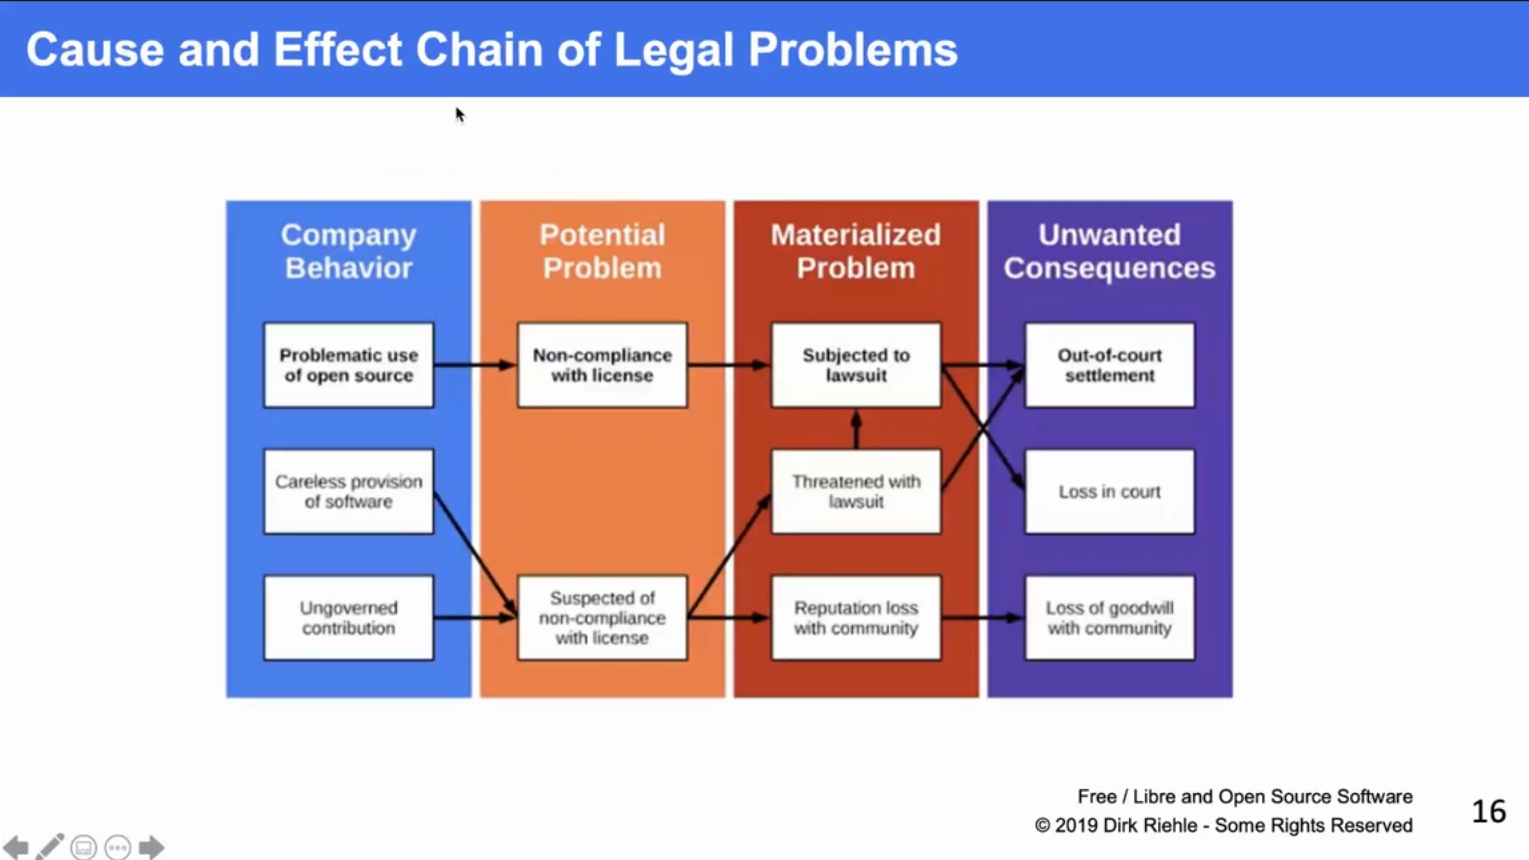 Cause and Effect Chain of Legal Problems
Company
Behavior
Problematic use
of open source
Careless provision
of software
Ungoverned
contribution
Potential
Problem
Non-compliance
with license
Suspected of
non-compliance
with license
Materialized
Problem
Subjected to
lawsuit
Threatened with
lawsuit
Reputation loss
with community
Unwanted
Consequences
Out-of-court
settlement
Loss in court
Loss of goodwill
with community
Free / Libre and Open Source Software
© 2019 Dirk Riehle - Some Rights Reserved
16